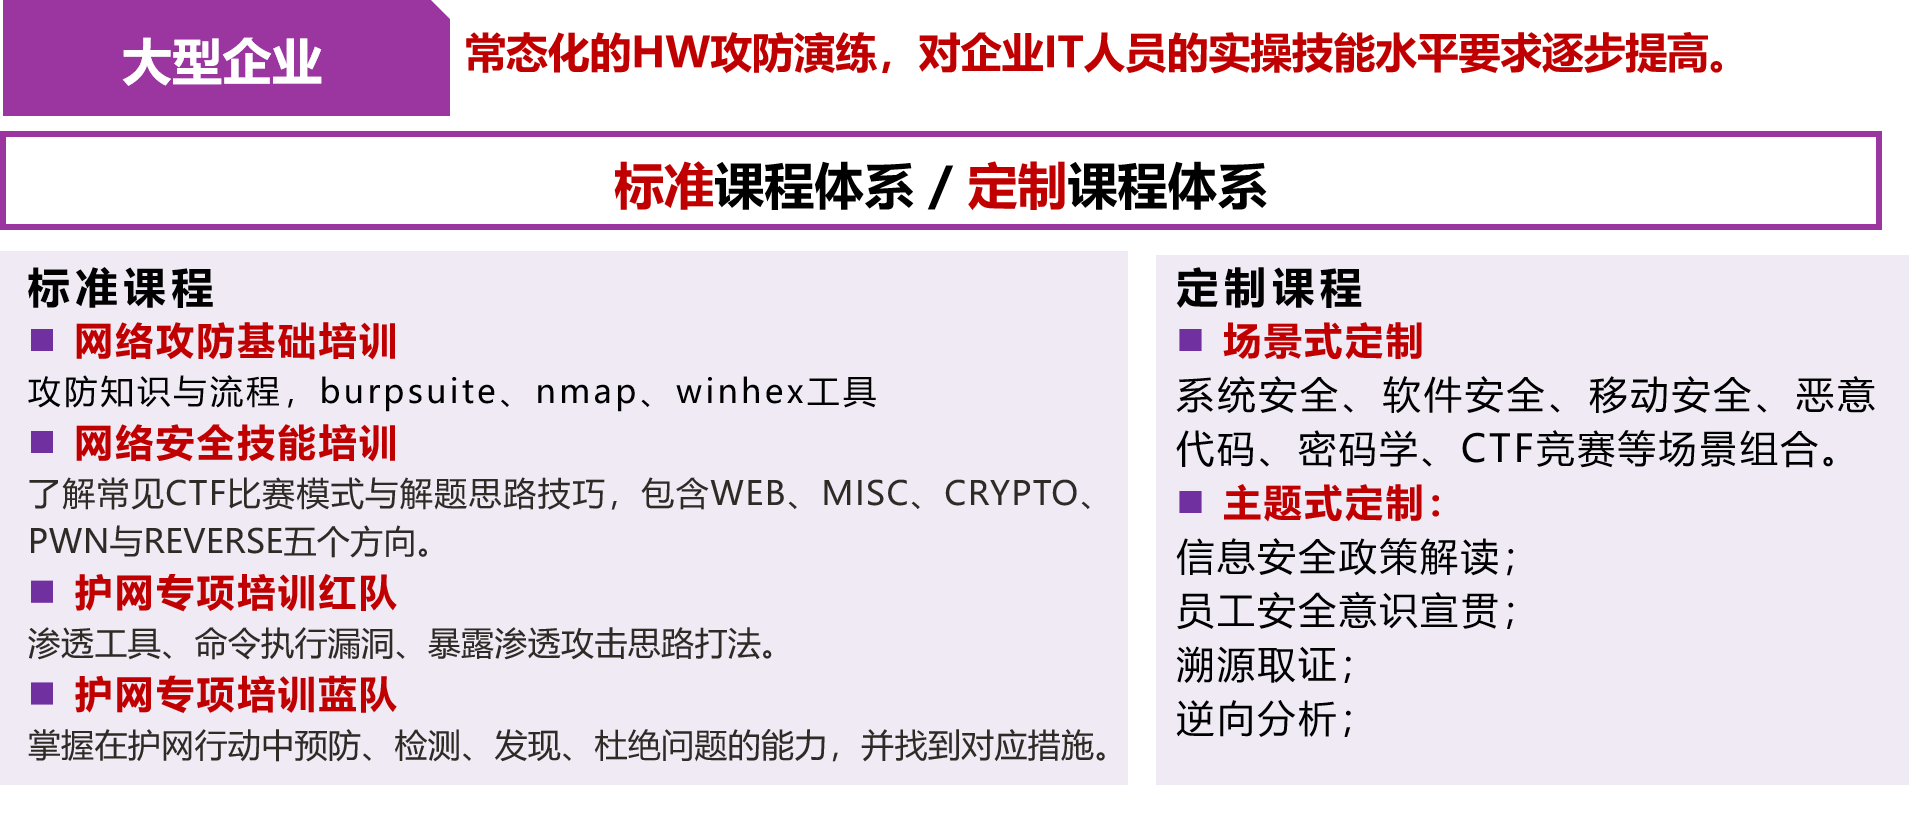 大型企业
常态化的HW攻防演练，对企业IT人员的实操技能水平要求逐步提高。
标准课程体系 / 定制课程体系
标准课程
■ 网络攻防基础培训
攻防知识与流程，burpsuite、nmap、winhex工具
■ 网络安全技能培训
了解常见CTF比赛模式与解题思路技巧，包含WEB、MISC、CRYPTO、
PWN与REVERSE五个方向。
■ 护网专项培训红队
渗透工具、命令执行漏洞、暴露渗透攻击思路打法。
■ 护网专项培训蓝队
掌握在护网行动中预防、检测、发现、杜绝问题的能力，并找到对应措施。
定制课程
■ 场景式定制
系统安全、软件安全、移动安全、恶意
代码、密码学、CTF竞赛等场景组合。
■ 主题式定制：
信息安全政策解读；
员工安全意识宣贯；
溯源取证；
逆向分析；